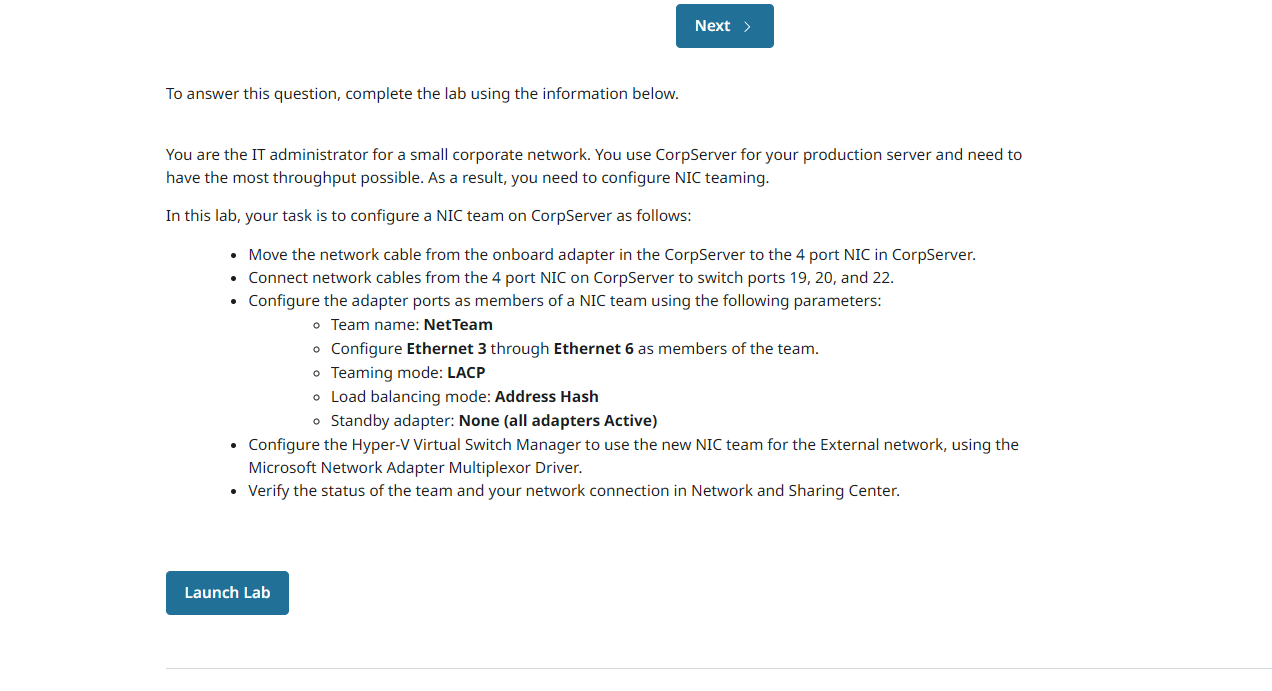 Next
To answer this question, complete the lab using the information below.
You are the IT administrator for a small corporate network. You use CorpServer for your production server and need to
have the most throughput possible. As a result, you need to configure NIC teaming.
In this lab, your task is to configure a NIC team on CorpServer as follows:
• Move the network cable from the onboard adapter in the CorpServer to the 4 port NIC in CorpServer.
• Connect network cables from the 4 port NIC on CorpServer to switch ports 19, 20, and 22.
• Configure the adapter ports as members of a NIC team using the following parameters:
◦ Team name: NetTeam
◦ Configure Ethernet 3 through Ethernet 6 as members of the team.
◦ Teaming mode: LACP
◦ Load balancing mode: Address Hash
◦ Standby adapter: None (all adapters Active)
• Configure the Hyper-V Virtual Switch Manager to use the new NIC team for the External network, using the
Microsoft Network Adapter Multiplexor Driver.
• Verify the status of the team and your network connection in Network and Sharing Center.
Launch Lab